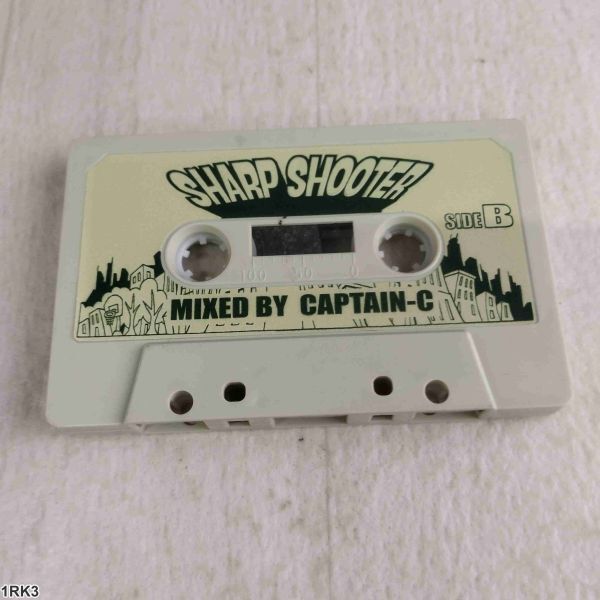 SHARP SHOOTER
SIDE B
100 50 0
MIXED BY CAPTAIN-C
1RK3